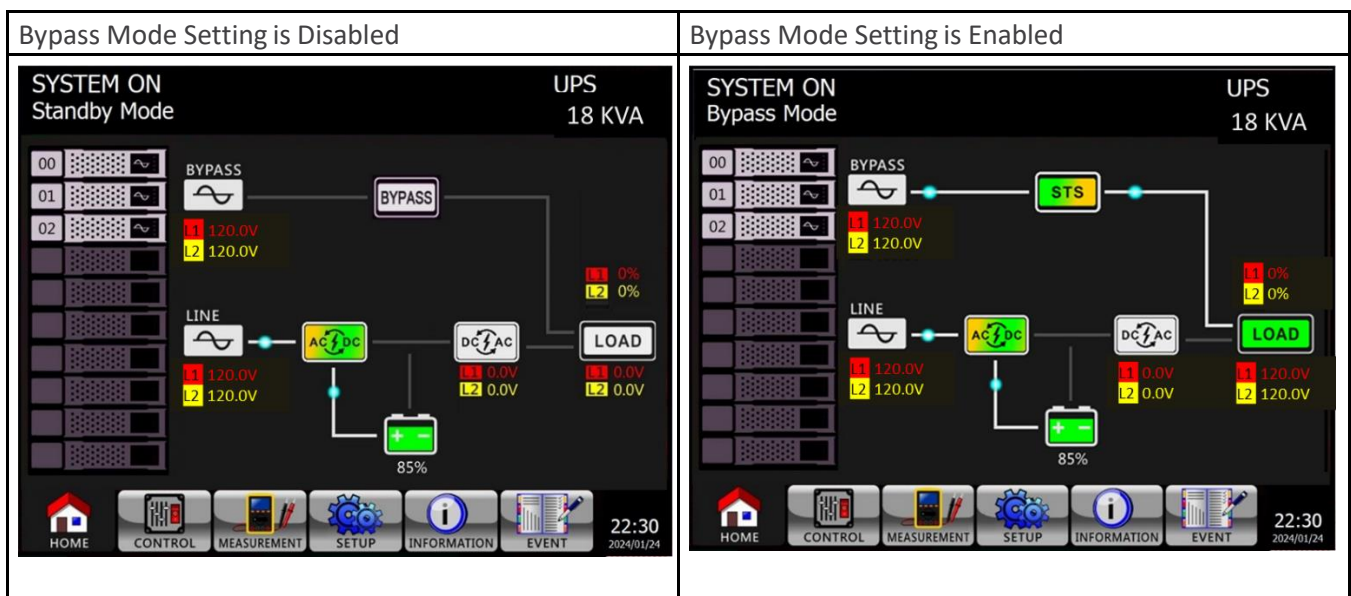 Bypass Mode Setting is Disabled
SYSTEM ON
Standby Mode
UPS
18 KVA
00
01
02
BYPASS
L1 120.0V
L2 120.0V
BYPASS
L1 0%
L2 0%
LINE
L1 120.0V
L2 120.0V
AC DC
DC AC
L1 0.0V
L2 0.0V
LOAD
L1 0.0V
L2 0.0V
+ -
85%
HOME
CONTROL
MEASUREMENT
SETUP
INFORMATION
EVENT
22:30
2024/01/24
Bypass Mode Setting is Enabled
SYSTEM ON
Bypass Mode
UPS
18 KVA
00
01
02
BYPASS
L1 120.0V
L2 120.0V
STS
L1 0%
L2 0%
LINE
L1 120.0V
L2 120.0V
AC DC
DC AC
L1 0.0V
L2 0.0V
LOAD
L1 120.0V
L2 120.0V
+ -
85%
HOME
CONTROL
MEASUREMENT
SETUP
INFORMATION
EVENT
22:30
2024/01/24